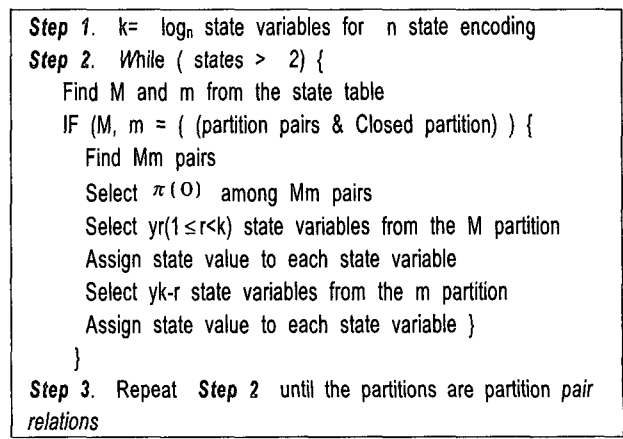 Step 1. k= logn state variables for n state encoding
Step 2. While ( states > 2) {
Find M and m from the state table
IF (M, m = ( (partition pairs & Closed partition) ) {
Find Mm pairs
Select π(0) among Mm pairs
Select yr(1≤r<k) state variables from the M partition
Assign state value to each state variable
Select yk-r state variables from the m partition
Assign state value to each state variable }
}
Step 3. Repeat Step 2 until the partitions are partition pair
relations